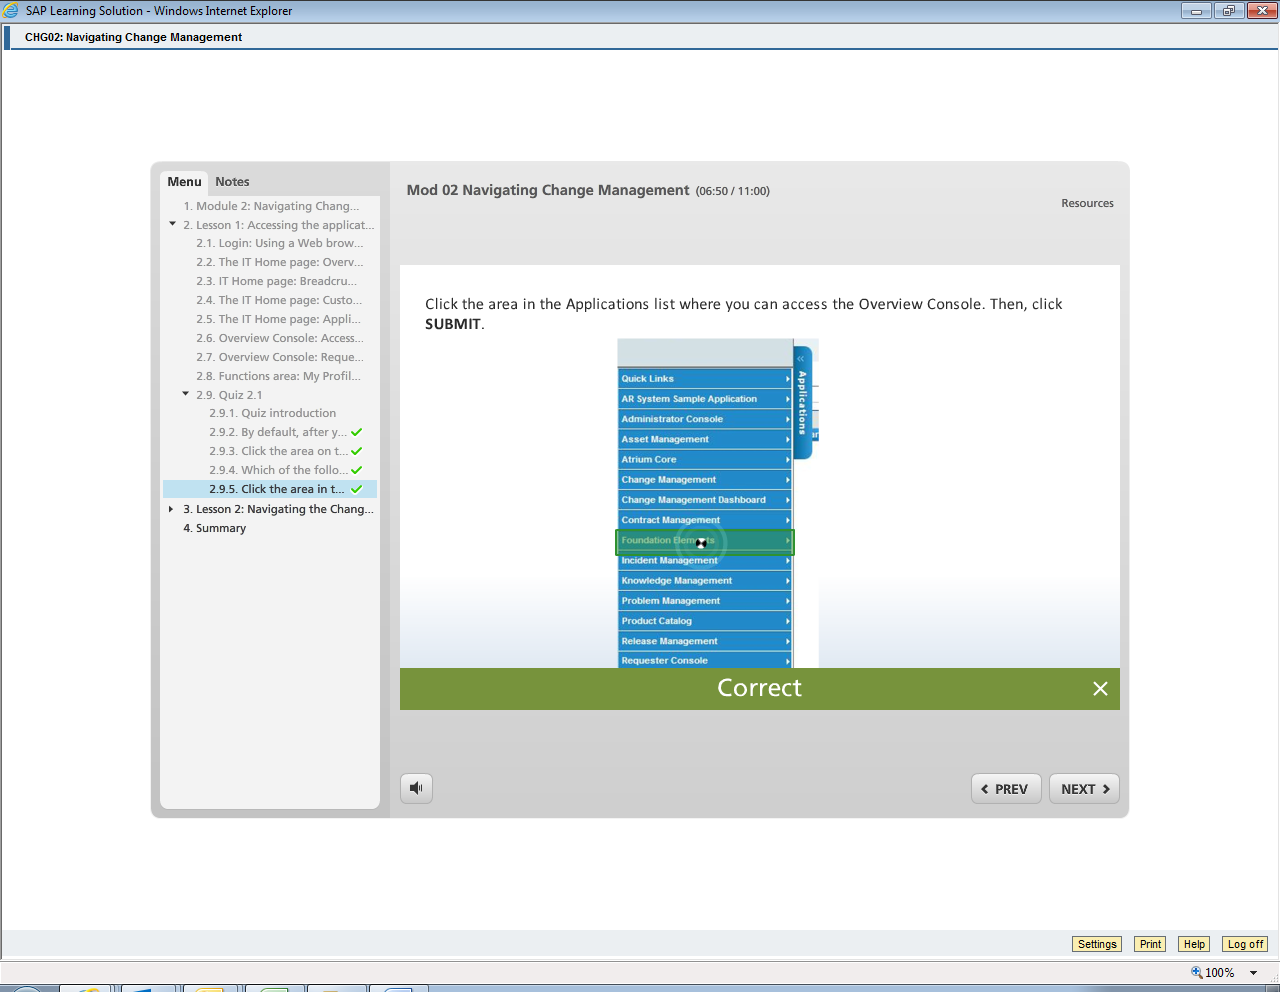 SAP Learning Solution - Windows Internet Explorer
CHG02: Navigating Change Management
Menu
Notes
1. Module 2: Navigating Chang...
2. Lesson 1: Accessing the applicat...
2.1. Login: Using a Web brow...
2.2. The IT Home page: Overv...
2.3. IT Home page: Breadcru...
2.4. The IT Home page: Custo...
2.5. The IT Home page: Appli...
2.6. Overview Console: Access...
2.7. Overview Console: Reque...
2.8. Functions area: My Profil...
2.9. Quiz 2.1
2.9.1. Quiz introduction
2.9.2. By default, after y...
2.9.3. Click the area on t...
2.9.4. Which of the follo...
2.9.5. Click the area in t...
3. Lesson 2: Navigating the Chang...
4. Summary
Mod 02 Navigating Change Management (06:50 / 11:00)
Resources
Click the area in the Applications list where you can access the Overview Console. Then, click
SUBMIT.
Applications
Quick Links
AR System Sample Application
Administrator Console
Asset Management
Atrium Core
Change Management
Change Management Dashboard
Contract Management
Foundation Elements
Incident Management
Knowledge Management
Problem Management
Product Catalog
Release Management
Requester Console
Correct
PREV
NEXT
Settings
Print
Help
Log off
100%